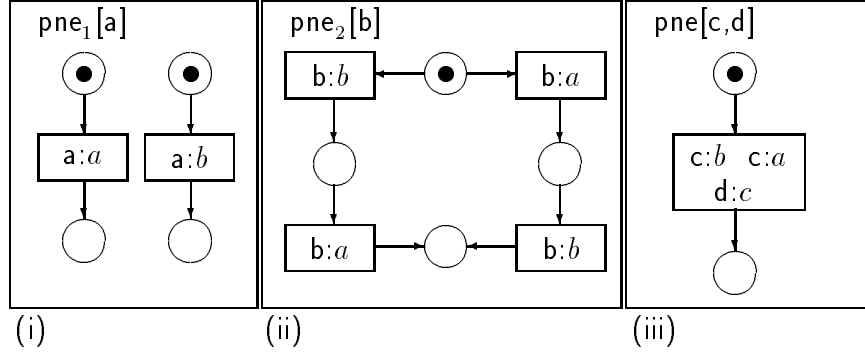 pne1[a]
a:a
a:b
(i)
pne2[b]
b:b
b:a
b:a
b:b
(ii)
pne[c,d]
c:b c:a
d:c
(iii)